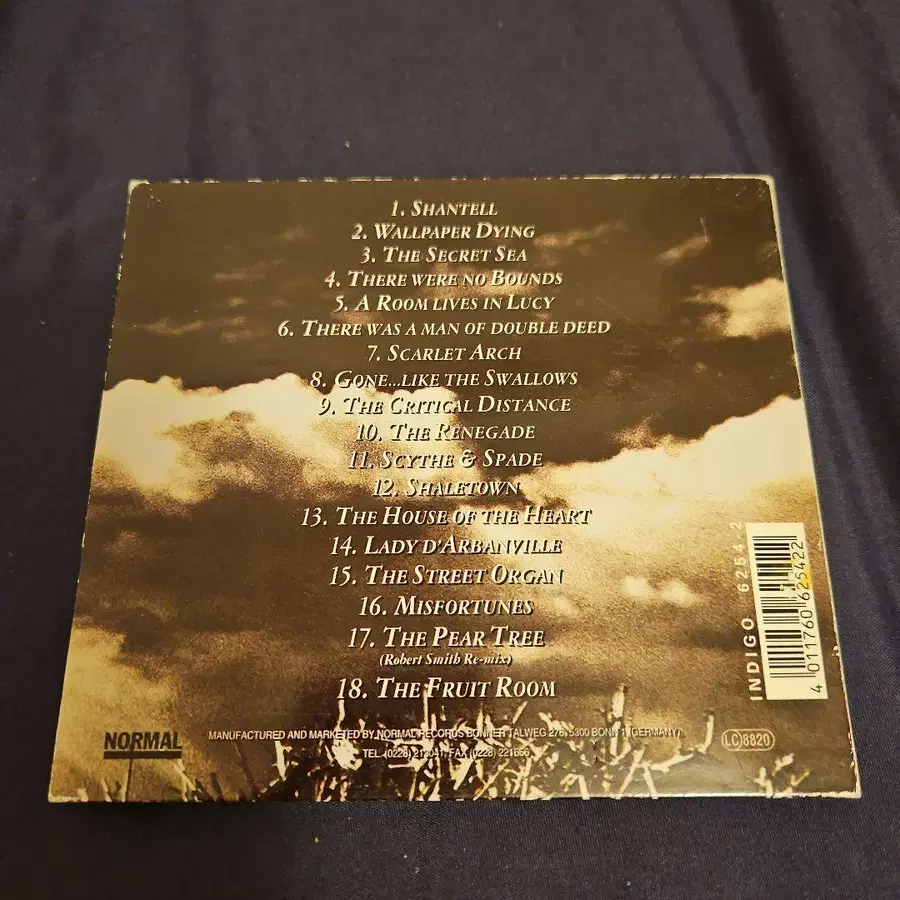 1. SHANTELL
2. WALLPAPER DYING
3. THE SECRET SEA
4. THERE WERE NO BOUNDS
5. A ROOM LIVES IN LUCY
6. THERE WAS A MAN OF DOUBLE DEED
7. SCARLET ARCH
8. GONE...LIKE THE SWALLOWS
9. THE CRITICAL DISTANCE
10. THE RENEGADE
11. SCYTHE & SPADE
12. SHALETOWN
13. THE HOUSE OF THE HEART
14. LADY D'ARBANVILLE
15. THE STREET ORGAN
16. MISFORTUNES
17. THE PEAR TREE
(Robert Smith Re-mix)
18. THE FRUIT ROOM
INDIGO 6254-2
4 011760 625422
NORMAL
MANUFACTURED AND MARKETED BY NORMAL RECORDS BONNER TALWEG 276, 5300 BONN 1 (GERMANY)
TEL. (0228) FAX (0228)
LC 8820